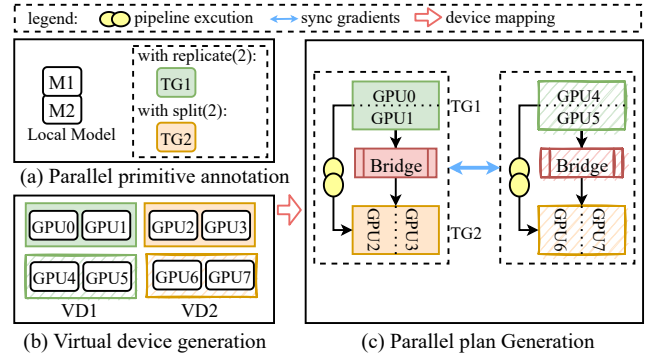 legend: pipeline excution sync gradients device mapping
M1
M2
Local Model
with replicate(2):
TG1
with split(2):
TG2
(a) Parallel primitive annotation
GPU0 GPU1 GPU2 GPU3
GPU4 GPU5 GPU6 GPU7
VD1 VD2
(b) Virtual device generation
GPU0
GPU1
TG1
Bridge
GPU2
GPU3
TG2
GPU4
GPU5
Bridge
GPU6
GPU7
(c) Parallel plan Generation